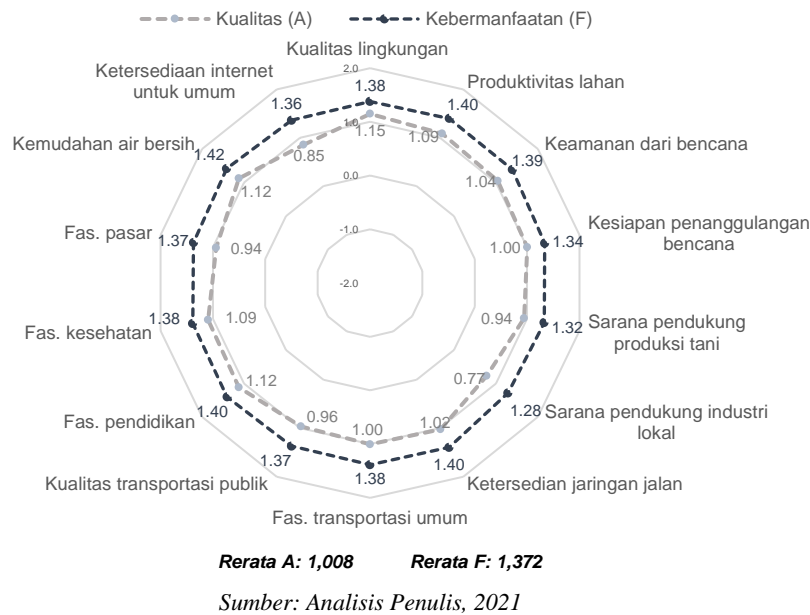 Kualitas (A) Kebermanfaatan (F)
Kualitas lingkungan
Ketersediaan internet
untuk umum
Produktivitas lahan
Kemudahan air bersih
Keamanan dari bencana
Fas. pasar
Kesiapan penanggulangan
bencana
Fas. kesehatan
Sarana pendukung
produksi tani
Fas. pendidikan
Sarana pendukung industri
lokal
Kualitas transportasi publik
Ketersedian jaringan jalan
Fas. transportasi umum
2.0
1.0
0.0
-1.0
-2.0
1.38
1.40
1.39
1.34
1.32
1.28
1.40
1.38
1.37
1.40
1.38
1.37
1.42
1.36
1.15
1.09
1.04
1.00
0.94
0.77
1.02
1.00
0.96
1.12
1.09
0.94
1.12
0.85
Rerata A: 1,008 Rerata F: 1,372
Sumber: Analisis Penulis, 2021